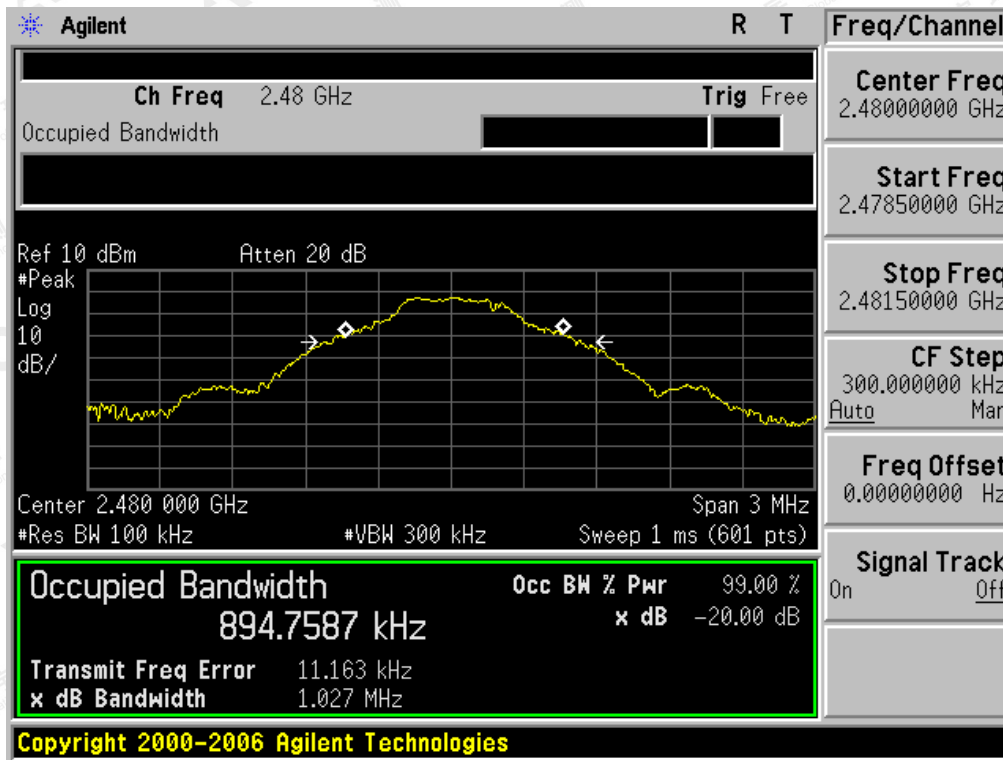 Agilent R T
Freq/Channel
Ch Freq 2.48 GHz Trig Free
Occupied Bandwidth
Center Freq
2.48000000 GHz
Start Freq
2.47850000 GHz
Stop Freq
2.48150000 GHz
CF Step
300.000000 kHz
Auto Man
Freq Offset
0.00000000 Hz
Signal Track
On Off
Ref 10 dBm Atten 20 dB
#Peak
Log
10
dB/
Center 2.480 000 GHz Span 3 MHz
#Res BW 100 kHz #VBW 300 kHz Sweep 1 ms (601 pts)
Occupied Bandwidth
894.7587 kHz
Occ BW % Pwr 99.00 %
x dB -20.00 dB
Transmit Freq Error 11.163 kHz
x dB Bandwidth 1.027 MHz
Copyright 2000-2006 Agilent Technologies